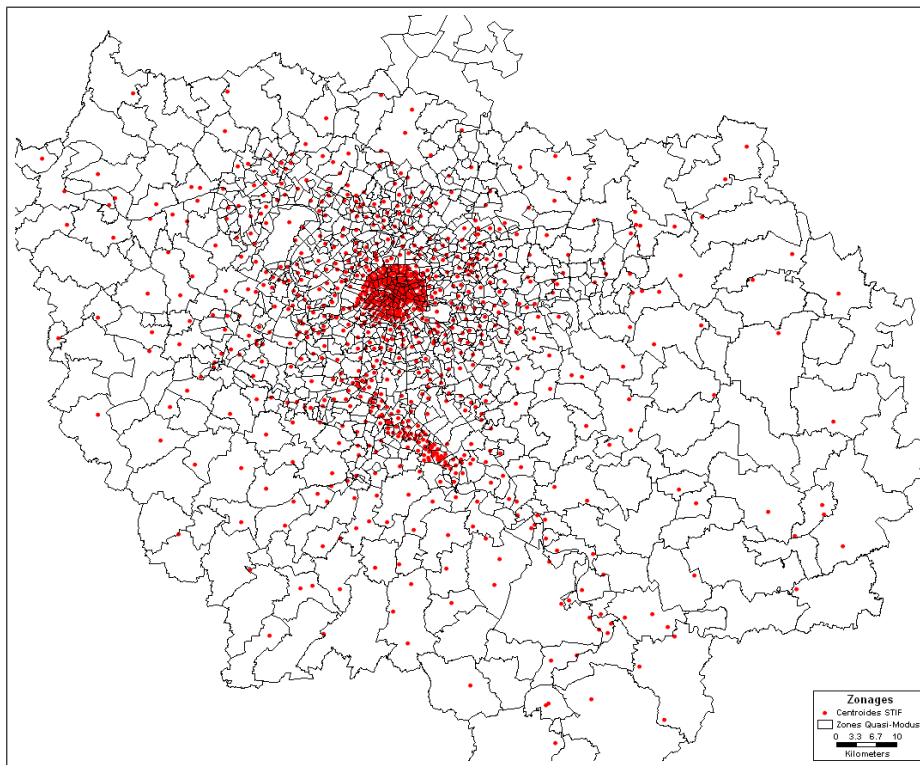 Zonages
Centroides STIF
Zones Quasi-Modus
0 3.3 6.7 10
Kilometers